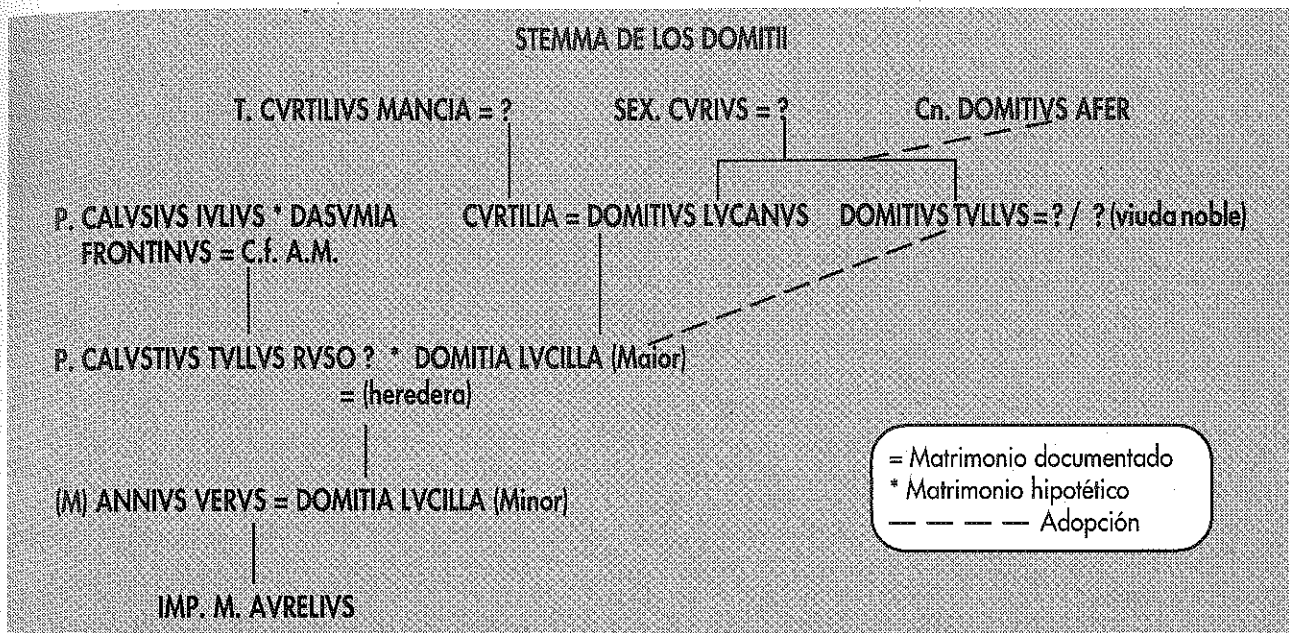 STEMMA DE LOS DOMITII
T. CVRTILIVS MANCIA = ? SEX. CVRIVS = ? Cn. DOMITIVS AFER
P. CALVSIVS IVLIVS * DASVMIA CVRTILIA = DOMITIVS LVCANVS DOMITIVS TVLLVS = ? / ? (viuda noble)
FRONTINVS = C.f. A.M.
P. CALVSTIVS TVLLVS RVSO ? * DOMITIA LVCILLA (Maior)
= (heredera)
(M) ANNIVS VERVS = DOMITIA LVCILLA (Minor)
IMP. M. AVRELIVS
= Matrimonio documentado
* Matrimonio hipotético
— — — — — Adopción